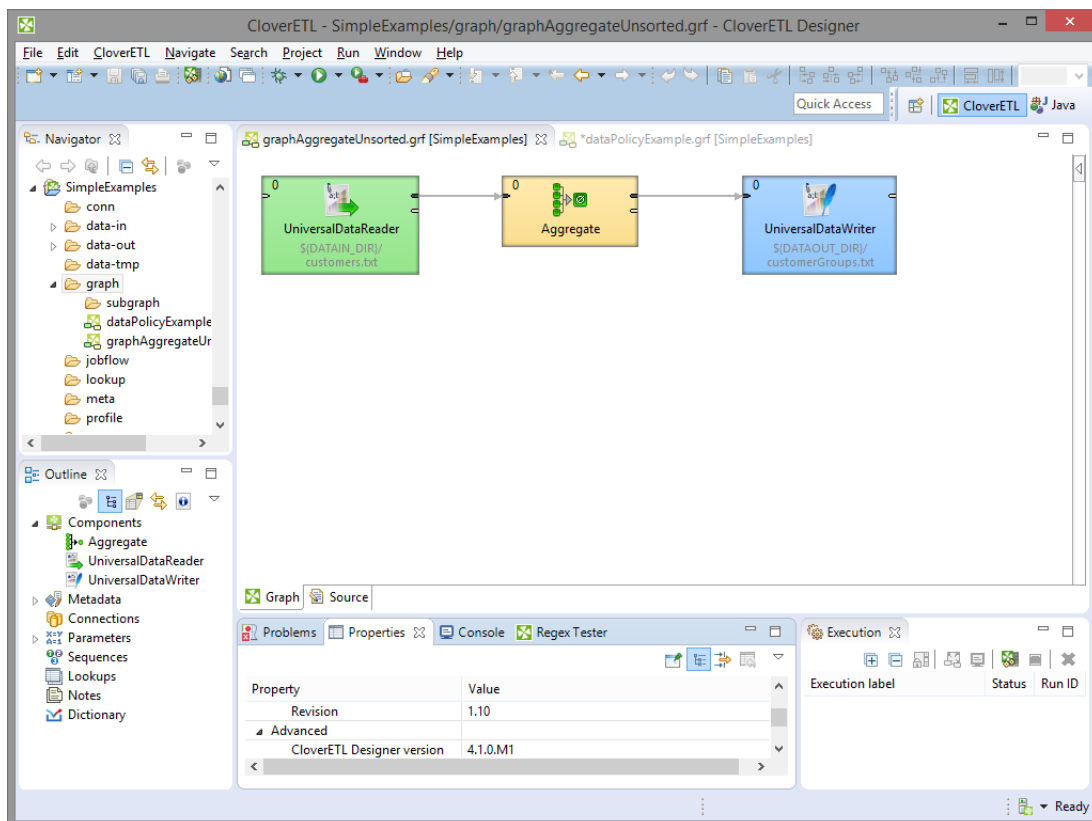 CloverETL - SimpleExamples/graph/graphAggregateUnsorted.grf - CloverETL Designer
File Edit CloverETL Navigate Search Project Run Window Help
Quick Access
CloverETL
Java
Navigator
SimpleExamples
conn
data-in
data-out
data-tmp
graph
subgraph
dataPolicyExample
graphAggregateUr
jobflow
lookup
meta
profile
graphAggregateUnsorted.grf [SimpleExamples]
*dataPolicyExample.grf [SimpleExamples]
0
UniversalDataReader
$(DATAIN_DIR)/
customers.txt
0
Aggregate
0
UniversalDataWriter
$(DATAOUT_DIR)/
customerGroups.txt
Graph
Source
Outline
Components
Aggregate
UniversalDataReader
UniversalDataWriter
Metadata
Connections
Parameters
Sequences
Lookups
Notes
Dictionary
Problems
Properties
Console
Regex Tester
Property Value
Revision 1.10
Advanced
CloverETL Designer version 4.1.0.M1
Execution
Execution label Status Run ID
Ready